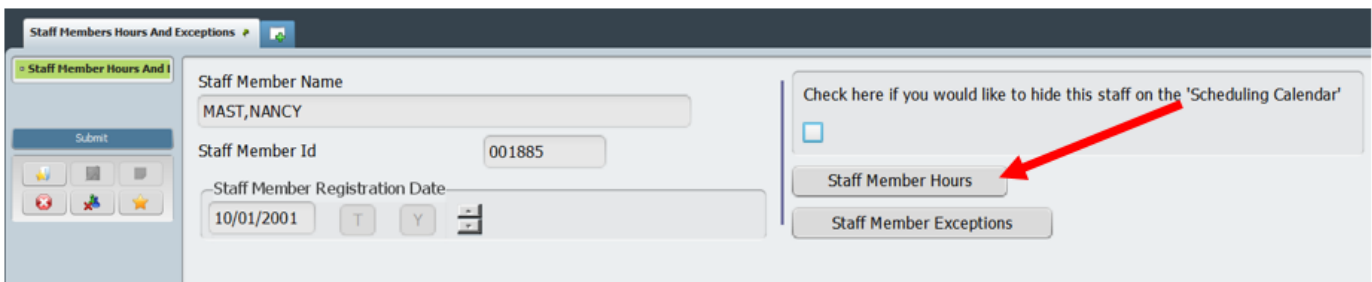 Staff Members Hours And Exceptions
Staff Member Hours And
Submit
Staff Member Name
MAST,NANCY
Staff Member Id
001885
Staff Member Registration Date
10/01/2001
T
Y
Check here if you would like to hide this staff on the 'Scheduling Calendar'
Staff Member Hours
Staff Member Exceptions